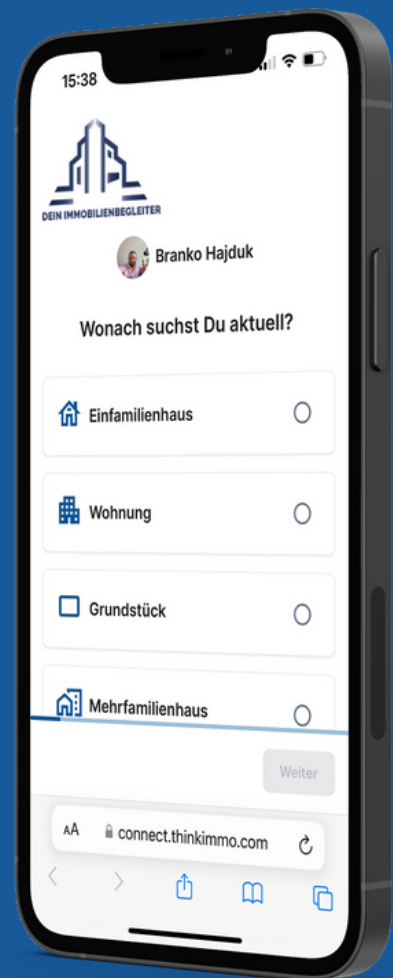 15:38
DEIN IMMOBILIENBEGLEITER
Branko Hajduk
Wonach suchst Du aktuell?
Einfamilienhaus
Wohnung
Grundstück
Mehrfamilienhaus
Weiter
AA connect.thinkimmo.com